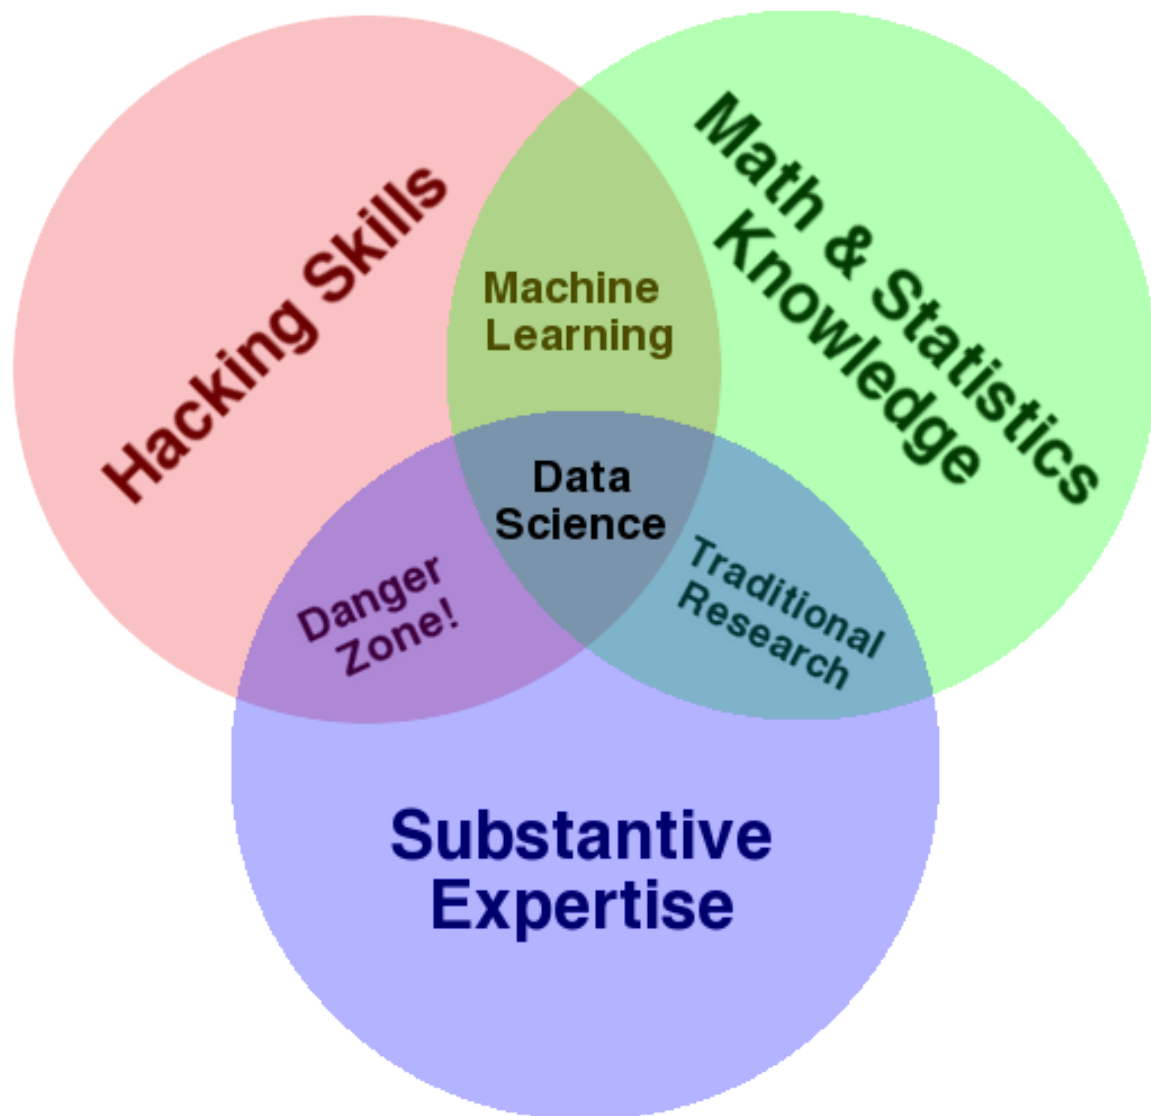 Hacking Skills
Math & Statistics
Knowledge
Machine
Learning
Data
Science
Danger
Zone!
Traditional
Research
Substantive
Expertise